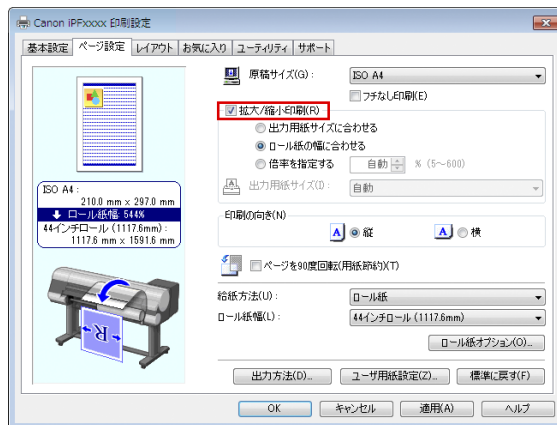 Canon iPFxxxx 印刷設定
基本設定 ページ設定 レイアウト お気に入り ユーティリティ サポート
原稿サイズ(G): ISO A4
フチなし印刷(E)
拡大/縮小印刷(R)
出力用紙サイズに合わせる
ロール紙の幅に合わせる
倍率を指定する 自動 % (5~600)
出力用紙サイズ(I): 自動
ISO A4:
210.0 mm x 297.0 mm
ロール紙幅: 544%
44インチロール (1117.6mm):
1117.6 mm x 1591.6 mm
印刷の向き(N)
A 縦 A 横
ページを90度回転(用紙節約)(T)
給紙方法(U): ロール紙
ロール紙幅(L): 44インチロール (1117.6mm)
R
ロール紙オプション(O)...
出力方法(D)... ユーザ用紙設定(Z)... 標準に戻す(F)
OK キャンセル 適用(A) ヘルプ